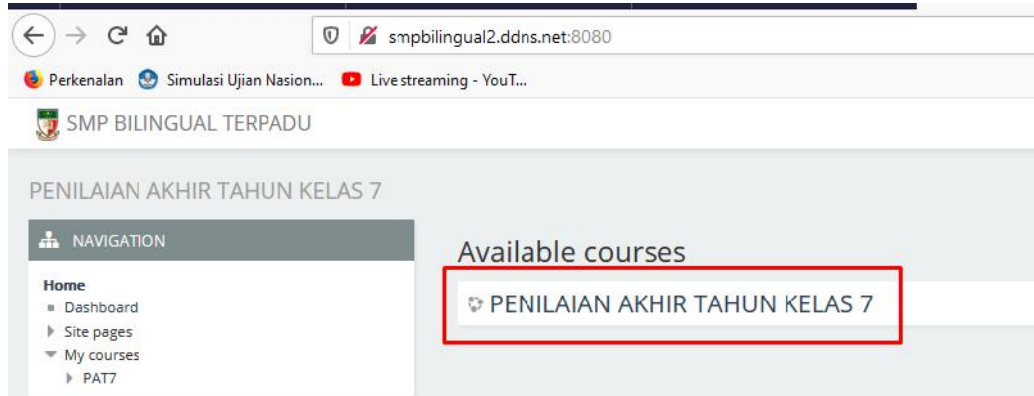 smpbilingual2.ddns.net:8080
Perkenalan Simulasi Ujian Nasion... Live streaming - YouT...
SMP BILINGUAL TERPADU
PENILAIAN AKHIR TAHUN KELAS 7
NAVIGATION
Home
Dashboard
Site pages
My courses
PAT7
Available courses
PENILAIAN AKHIR TAHUN KELAS 7